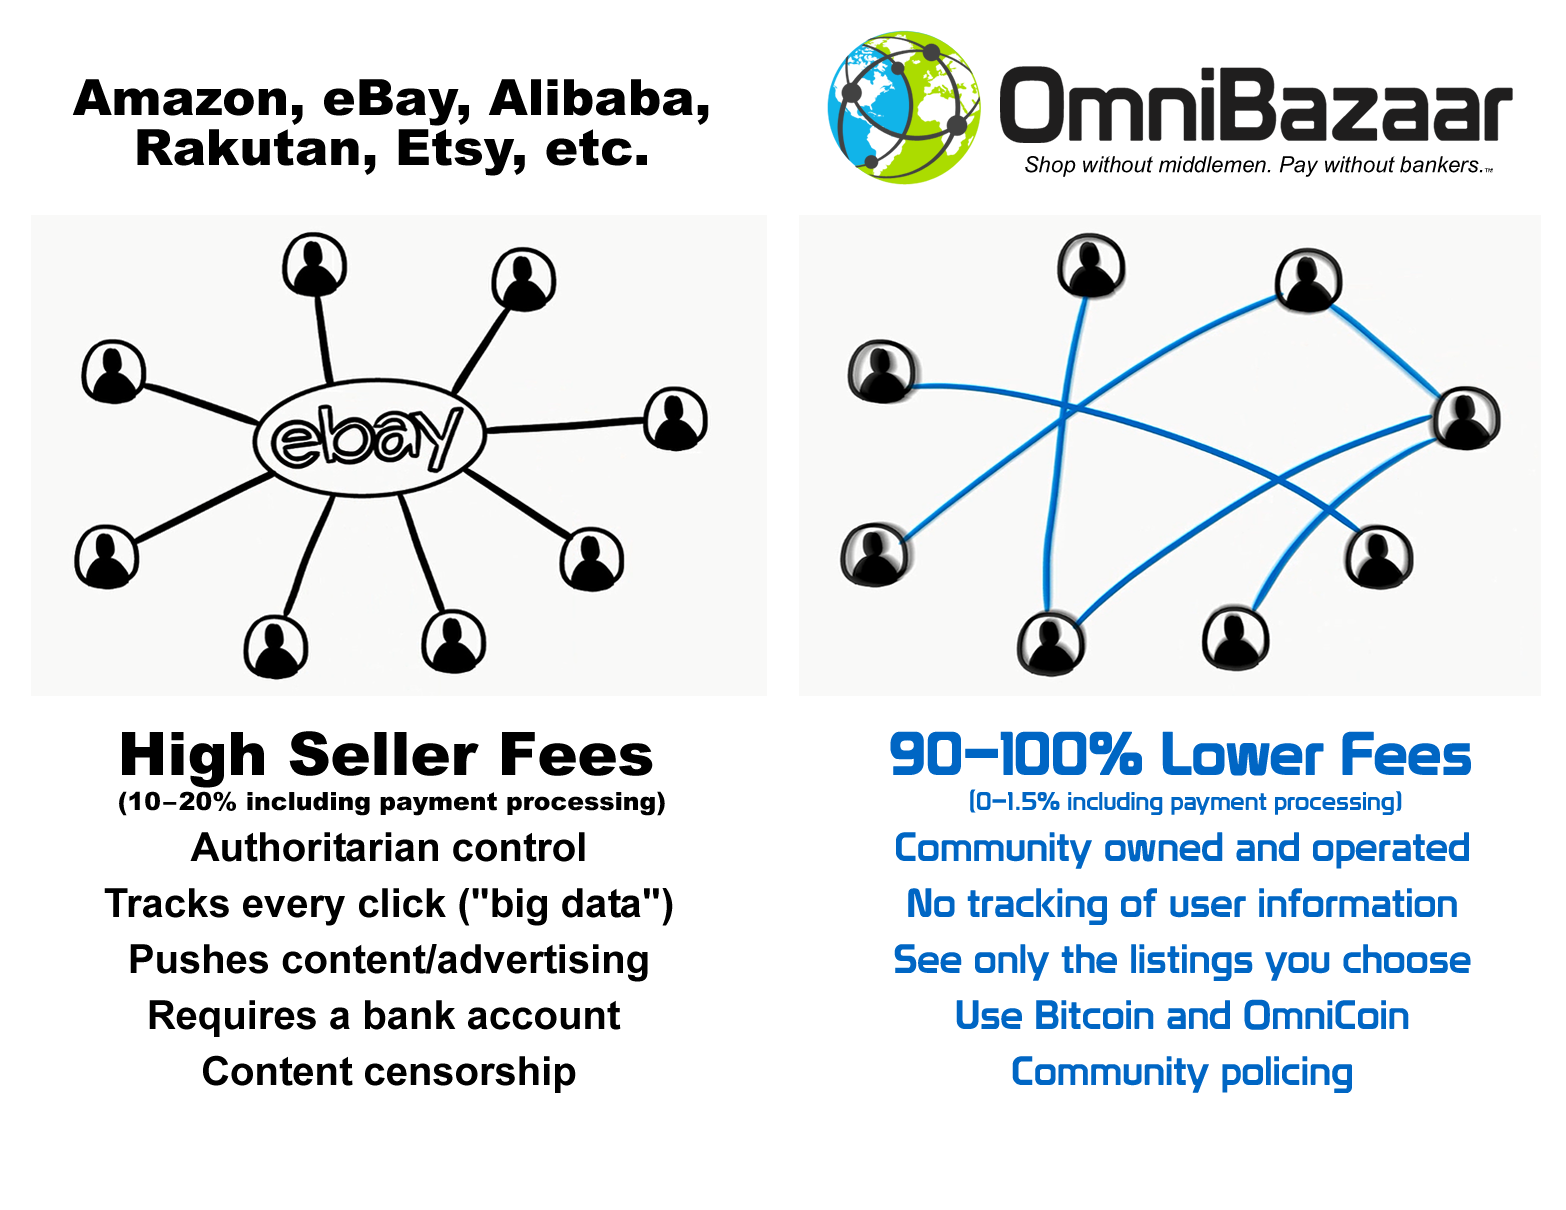 Amazon, eBay, Alibaba,
Rakutan, Etsy, etc.
OmniBazaar
Shop without middlemen. Pay without bankers.™
ebay
High Seller Fees
(10–20% including payment processing)
Authoritarian control
Tracks every click ("big data")
Pushes content/advertising
Requires a bank account
Content censorship
90–100% Lower Fees
(0–1.5% including payment processing)
Community owned and operated
No tracking of user information
See only the listings you choose
Use Bitcoin and OmniCoin
Community policing